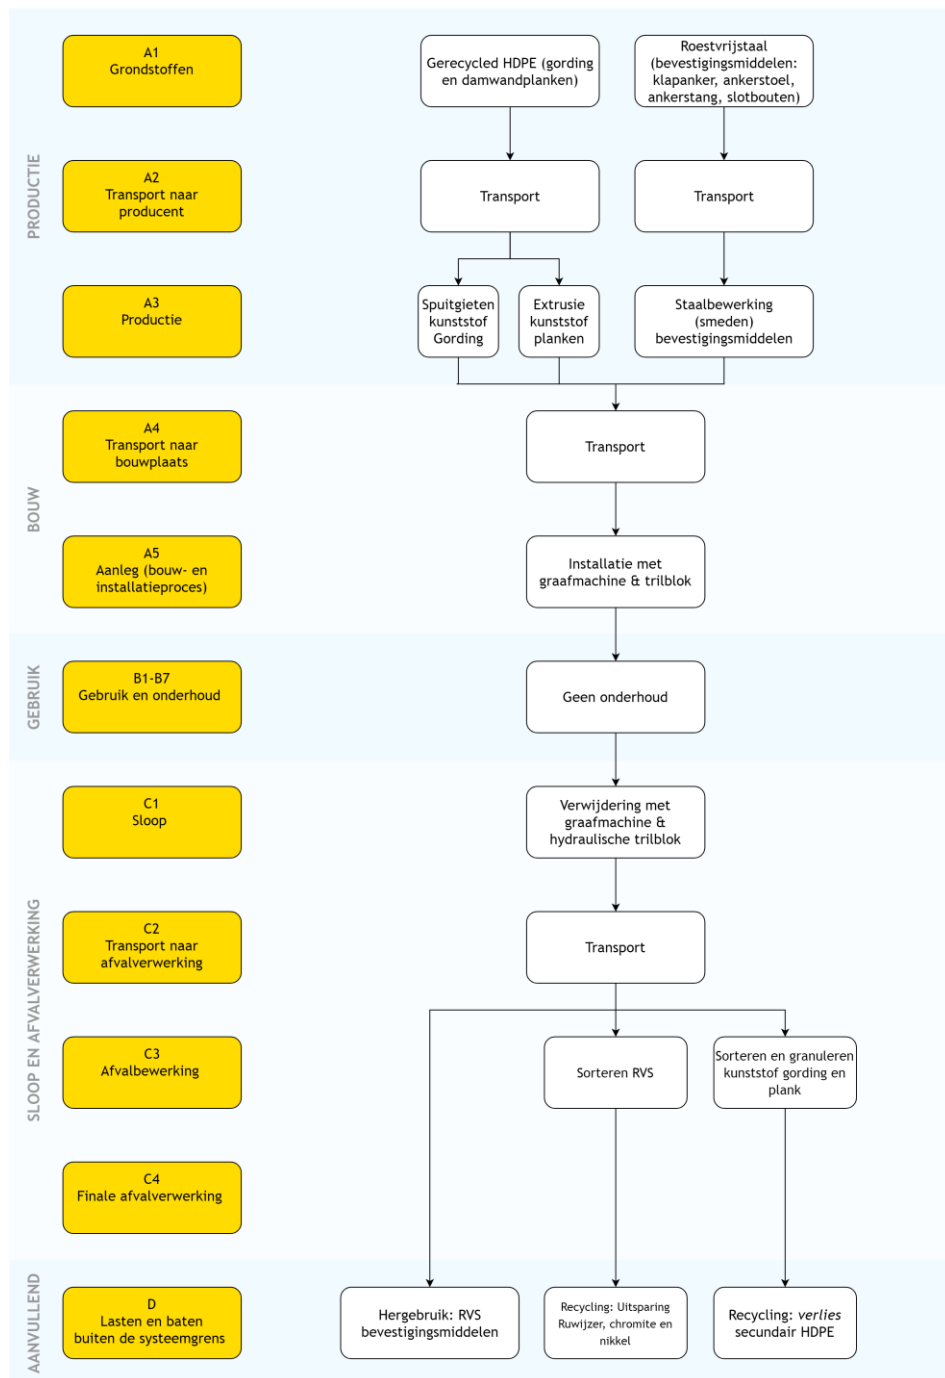 PRODUCTIE
A1
Grondstoffen
Gerecycled HDPE (gording
en damwandplanken)
Roestvrijstaal
(bevestigingsmiddelen:
klapanker, ankerstoel,
ankerstang, slotbouten)
A2
Transport naar
producent
Transport
Transport
A3
Productie
Spuitgieten
kunststof
Gording
Extrusie
kunststof
planken
Staalbewerking
(smeden)
bevestigingsmiddelen
BOUW
A4
Transport naar
bouwplaats
Transport
A5
Aanleg (bouw- en
installatieproces)
Installatie met
graafmachine & trilblok
GEBRUIK
B1-B7
Gebruik en onderhoud
Geen onderhoud
SLOOP EN AFVALVERWERKING
C1
Sloop
Verwijdering met
graafmachine &
hydraulische trilblok
C2
Transport naar
afvalverwerking
Transport
C3
Afvalbewerking
Sorteren RVS
Sorteren en granuleren
kunststof gording en
plank
C4
Finale afvalverwerking
AANVULLEND
D
Lasten en baten
buiten de systeemgrens
Hergebruik: RVS
bevestigingsmiddelen
Recycling: Uitsparing
Ruwijzer, chromite en
nikkel
Recycling: verlies
secundair HDPE